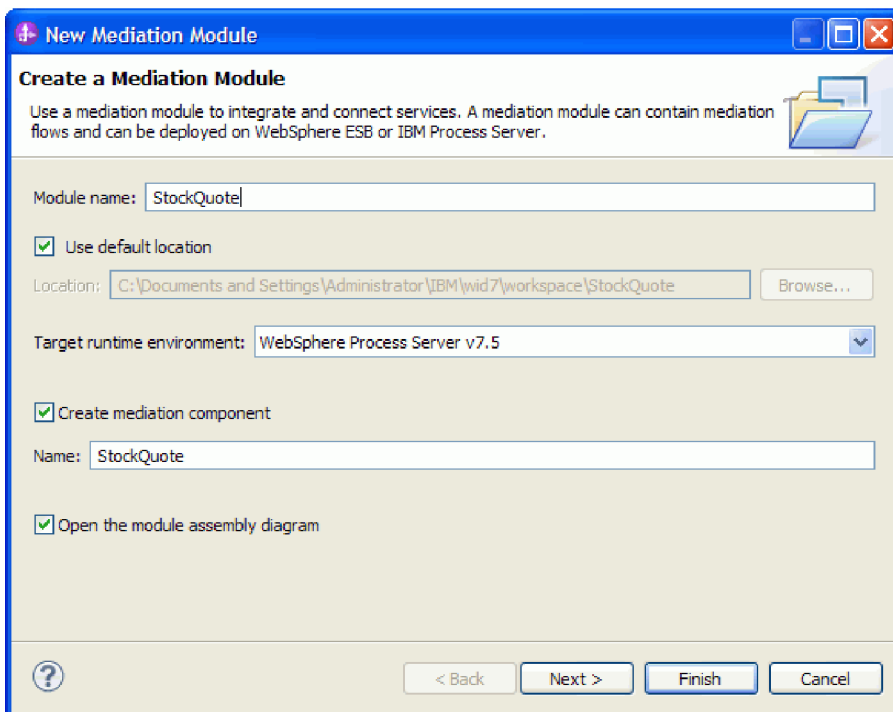 New Mediation Module
Create a Mediation Module
Use a mediation module to integrate and connect services. A mediation module can contain mediation
flows and can be deployed on WebSphere ESB or IBM Process Server.
Module name: StockQuote
Use default location
Location: C:\Documents and Settings\Administrator\IBM\wid7\workspace\StockQuote Browse...
Target runtime environment: WebSphere Process Server v7.5
Create mediation component
Name: StockQuote
Open the module assembly diagram
? < Back Next > Finish Cancel